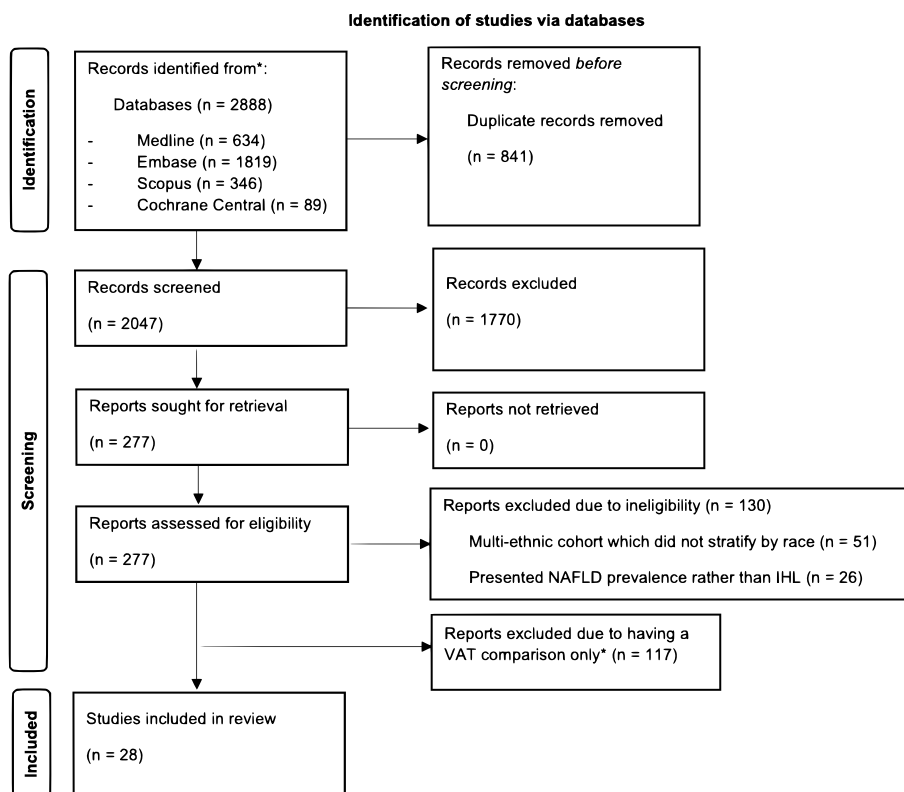 Identification of studies via databases
Identification
Records identified from*:
Databases (n = 2888)
- Medline (n = 634)
- Embase (n = 1819)
- Scopus (n = 346)
- Cochrane Central (n = 89)
Records removed before
screening:
Duplicate records removed
(n = 841)
Screening
Records screened
(n = 2047)
Records excluded
(n = 1770)
Reports sought for retrieval
(n = 277)
Reports not retrieved
(n = 0)
Reports assessed for eligibility
(n = 277)
Reports excluded due to ineligibility (n = 130)
Multi-ethnic cohort which did not stratify by race (n = 51)
Presented NAFLD prevalence rather than IHL (n = 26)
Reports excluded due to having a
VAT comparison only* (n = 117)
Included
Studies included in review
(n = 28)